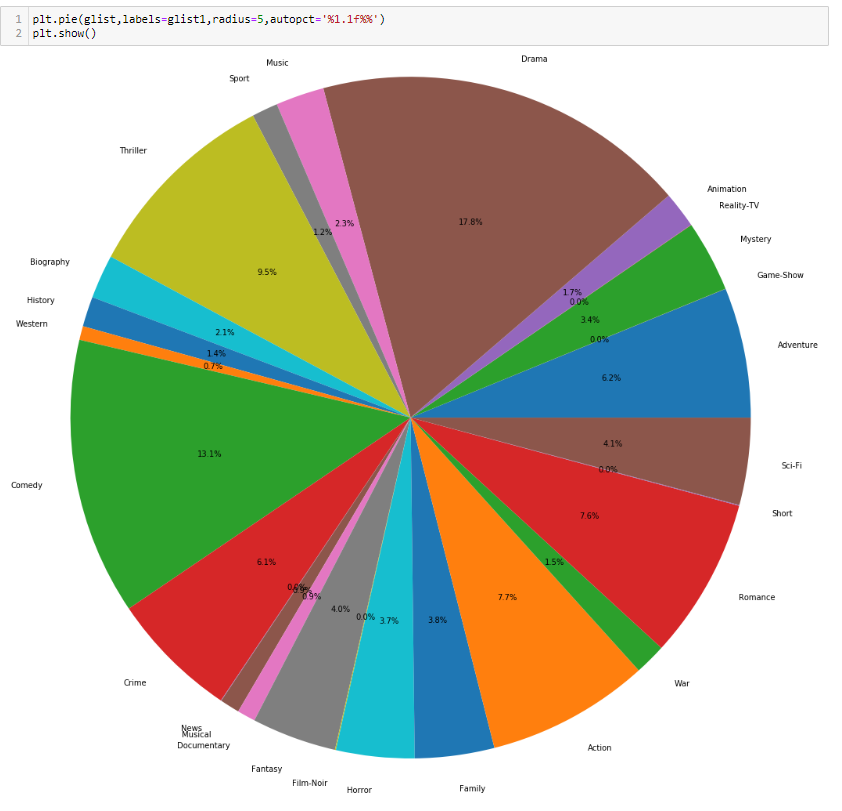 1 plt.pie(glist,labels=glist1,radius=5,autopct='%1.1f%%')
2 plt.show()
Drama
Music
Sport
Thriller
Animation
Reality-TV
Mystery
Game-Show
Adventure
Biography
History
Western
Comedy
Crime
News
Musical
Documentary
Fantasy
Film-Noir
Horror
Family
Action
War
Romance
Short
Sci-Fi
17.8%
2.3%
1.2%
9.5%
1.7%
0.0%
3.4%
0.0%
6.2%
2.1%
1.4%
0.7%
13.1%
6.1%
0.0%
0.9%
0.9%
4.0%
0.0%
3.7%
3.8%
7.7%
1.5%
7.6%
0.0%
4.1%